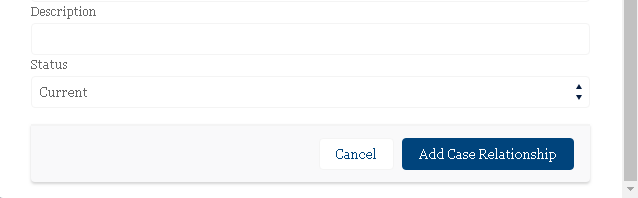 Description
Status
Current
Cancel
Add Case Relationship